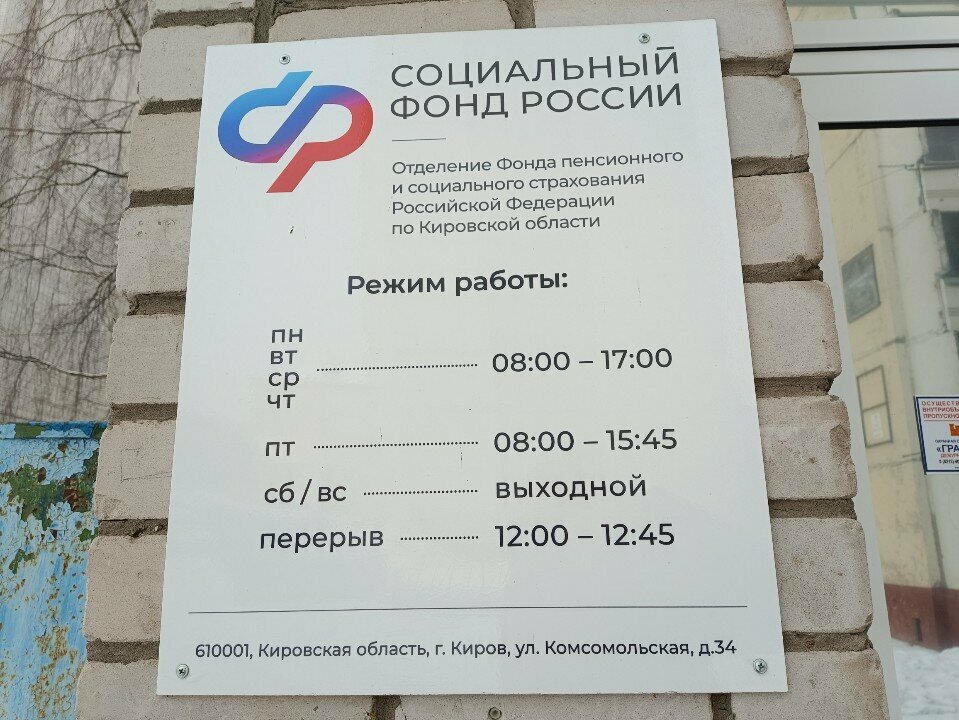 СОЦИАЛЬНЫЙ
ФОНД РОССИИ
Отделение Фонда пенсионного
и социального страхования
Российской Федерации
по Кировской области
Режим работы:
пн
вт
ср
чт
08:00 – 17:00
пт 08:00 – 15:45
сб / вс выходной
перерыв 12:00 – 12:45
610001, Кировская область, г. Киров, ул. Комсомольская, д.34